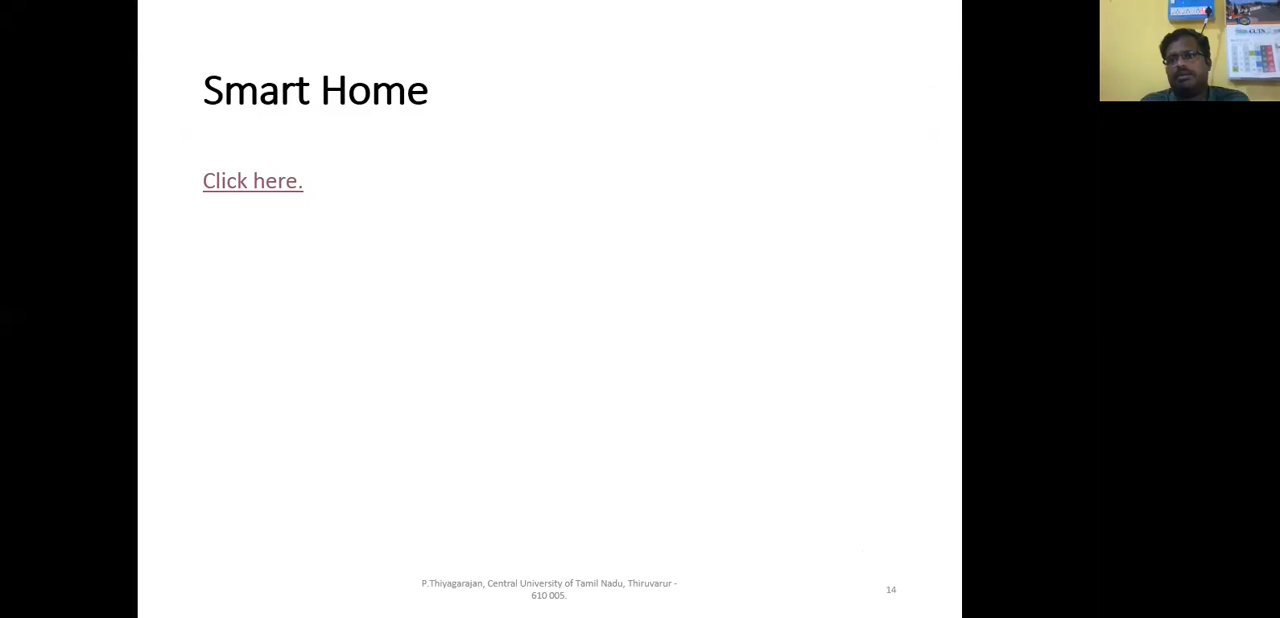 Smart Home
Click here.
P.Thiyagarajan, Central University of Tamil Nadu, Thiruvarur -
610 005.
14